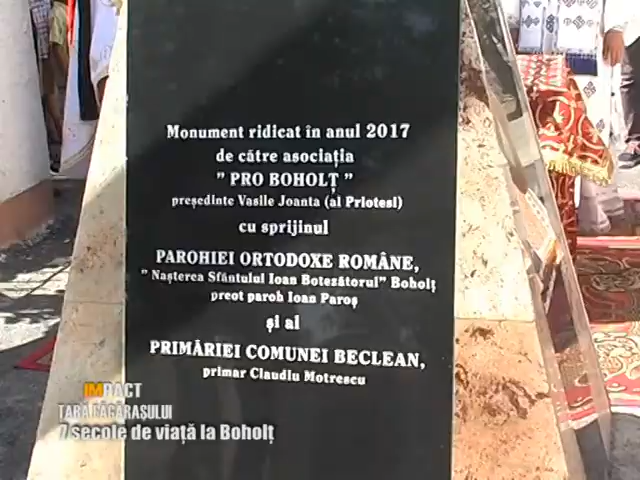 Monument ridicat în anul 2017
de către asociația
" PRO BOHOLȚ "
președinte Vasile Joanta (al Priotesi)
cu sprijinul
PAROHIEI ORTODOXE ROMÂNE,
" Nașterea Sfântului Ioan Botezătorul" Boholț
preot paroh Ioan Paroș
și al
PRIMĂRIEI COMUNEI BECLEAN,
primar Claudiu Motrescu
IMPACT
ȚARA FĂGĂRAȘULUI
7 secole de viață la Boholț